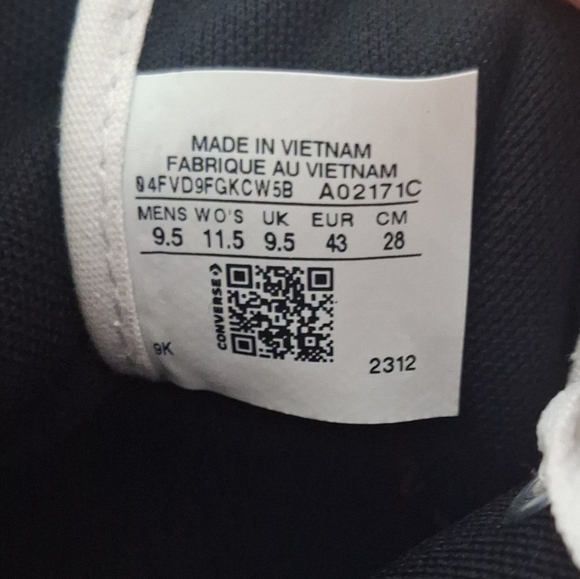 MADE IN VIETNAM
FABRIQUE AU VIETNAM
04FVD9FGKCW5B A02171C
MENS WO'S UK EUR CM
9.5 11.5 9.5 43 28
CONVERSE
9K
2312